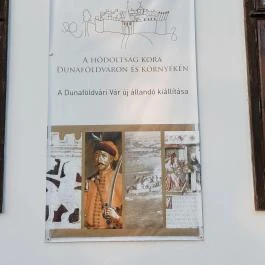 A HÓDOLTSÁG KORA
DUNAFÖLDVÁRON ÉS KÖRNYÉKÉN
A Dunaföldvári Vár új állandó kiállítása